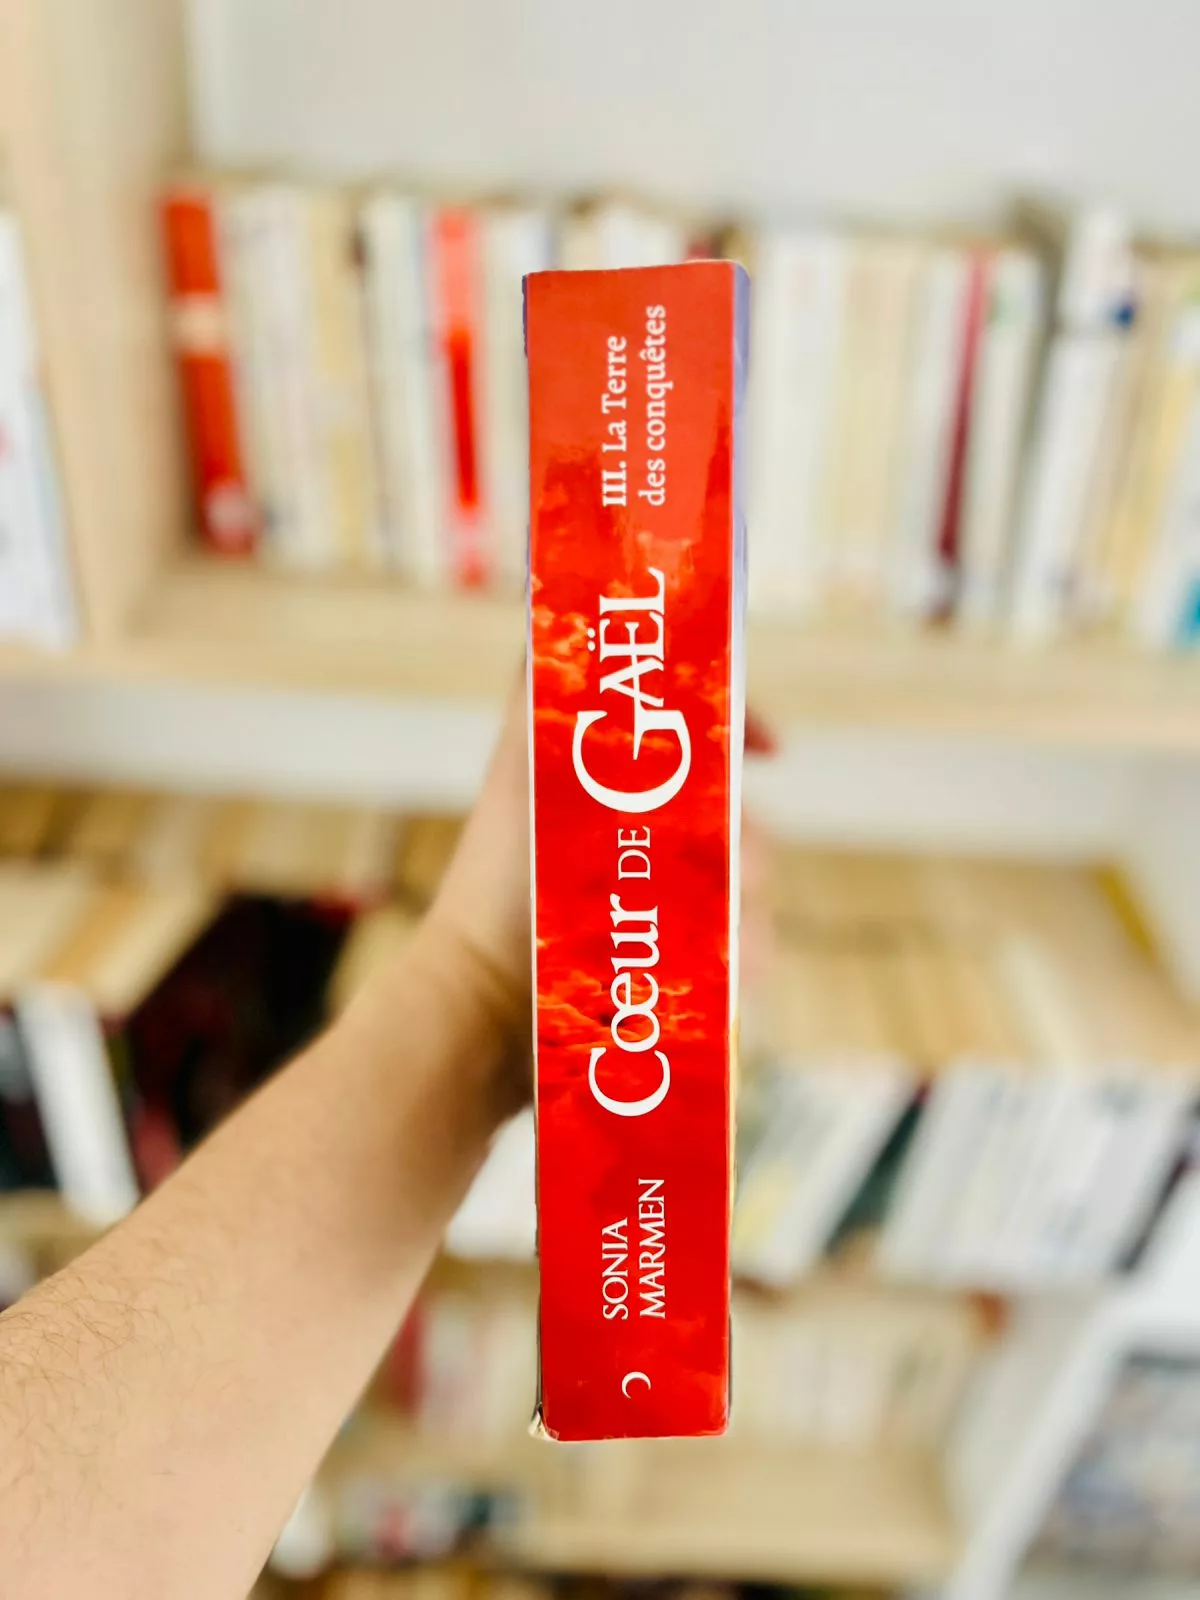 SONIA
MARMEN
Cœur DE GAËL
III. La Terre
des conquêtes